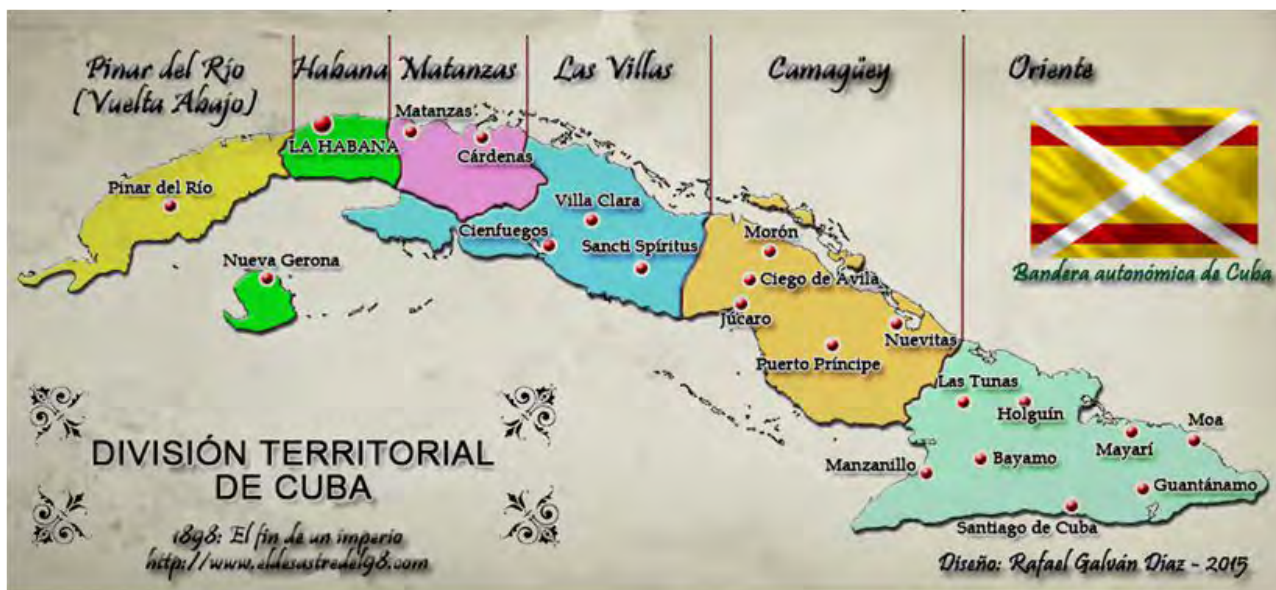 Pinar del Río
(Vuelta Abajo)
Habana
Matanzas
Las Villas
Camagüey
Oriente
LA HABANA
Matanzas
Cárdenas
Pinar del Río
Villa Clara
Cienfuegos
Sancti Spíritus
Nueva Gerona
Morón
Ciego de Ávila
Júcaro
Nuevitas
Puerto Príncipe
Bandera autonómica de Cuba
Las Tunas
Holguín
Moa
Mayarí
Manzanillo
Bayamo
Guantánamo
Santiago de Cuba
DIVISIÓN TERRITORIAL
DE CUBA
1898: El fin de un imperio
http://www.eldesastredel98.com
Diseño: Rafael Galván Díaz - 2015